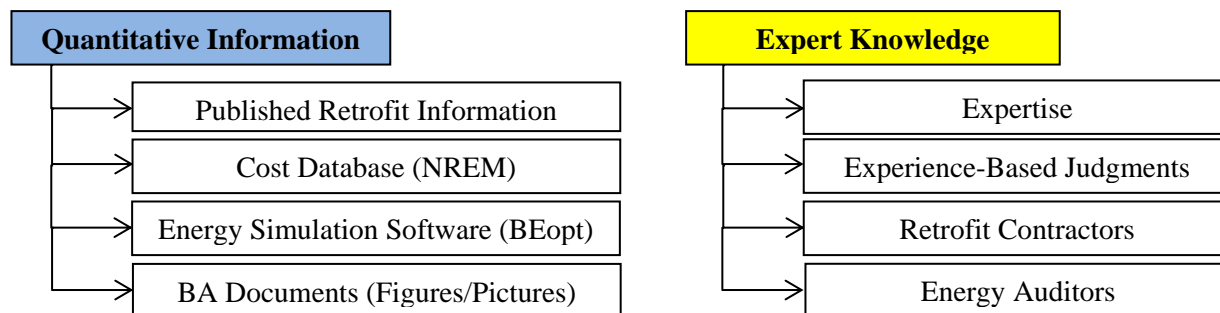 Quantitative Information
Published Retrofit Information
Cost Database (NREM)
Energy Simulation Software (BEopt)
BA Documents (Figures/Pictures)
Expert Knowledge
Expertise
Experience-Based Judgments
Retrofit Contractors
Energy Auditors